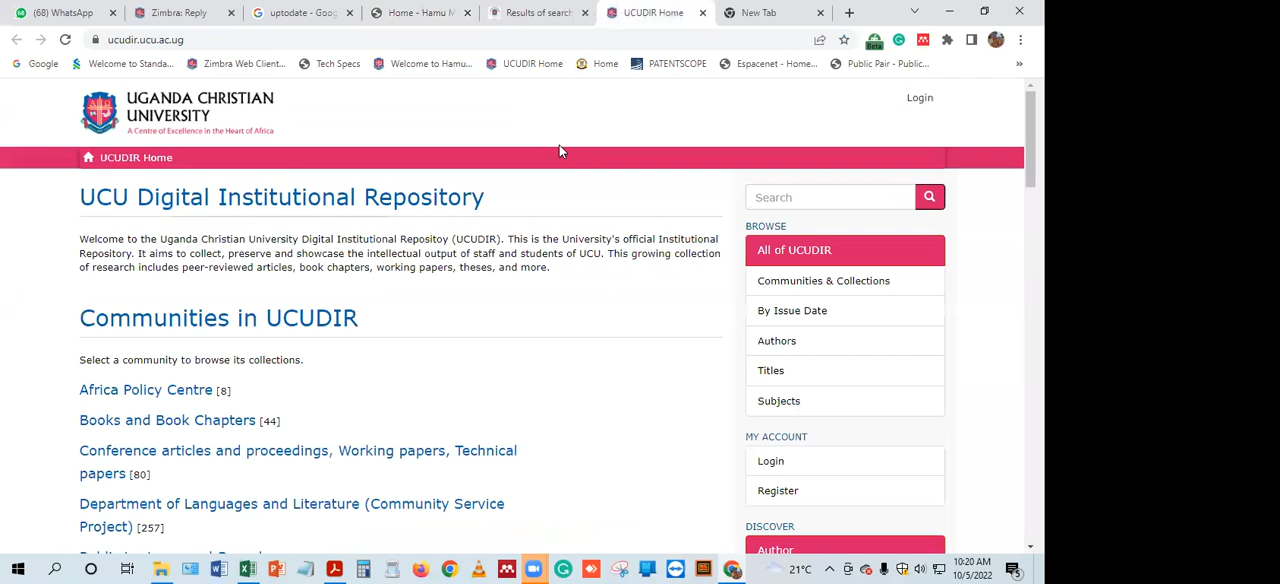 (68) WhatsApp
Zimbra: Reply
uptodate - Goog
Home - Hamu M
Results of search
UCUDIR Home
New Tab
ucudir.ucu.ac.ug
Beta
Google
Welcome to Standa...
Zimbra Web Client...
Tech Specs
Welcome to Hamu...
UCUDIR Home
Home
PATENTSCOPE
Espacenet - Home...
Public Pair - Public...
»
UGANDA CHRISTIAN
UNIVERSITY
A Centre of Excellence in the Heart of Africa
Login
UCUDIR Home
UCU Digital Institutional Repository
Welcome to the Uganda Christian University Digital Institutional Repositoy (UCUDIR). This is the University's official Institutional
Repository. It aims to collect, preserve and showcase the intellectual output of staff and students of UCU. This growing collection
of research includes peer-reviewed articles, book chapters, working papers, theses, and more.
Communities in UCUDIR
Select a community to browse its collections.
Africa Policy Centre [8]
Books and Book Chapters [44]
Conference articles and proceedings, Working papers, Technical
papers [80]
Department of Languages and Literature (Community Service
Project) [257]
Search
BROWSE
All of UCUDIR
Communities & Collections
By Issue Date
Authors
Titles
Subjects
MY ACCOUNT
Login
Register
DISCOVER
Author
21°C
10:20 AM
10/5/2022
5